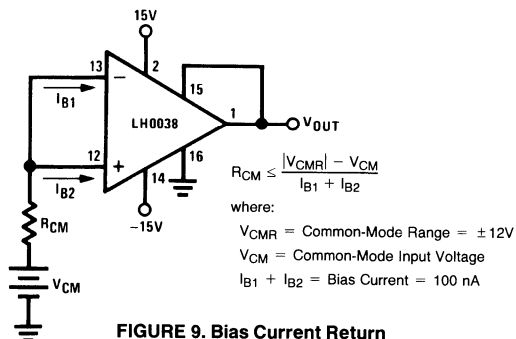 15V
13
−
2
15
I_B1
LH0038
1
V_OUT
12
+
16
I_B2
14
R_CM ≤ |V_CMR| − V_CM / I_B1 + I_B2
−15V
where:
R_CM
V_CMR = Common-Mode Range = ±12V
V_CM = Common-Mode Input Voltage
V_CM
I_B1 + I_B2 = Bias Current = 100 nA
FIGURE 9. Bias Current Return